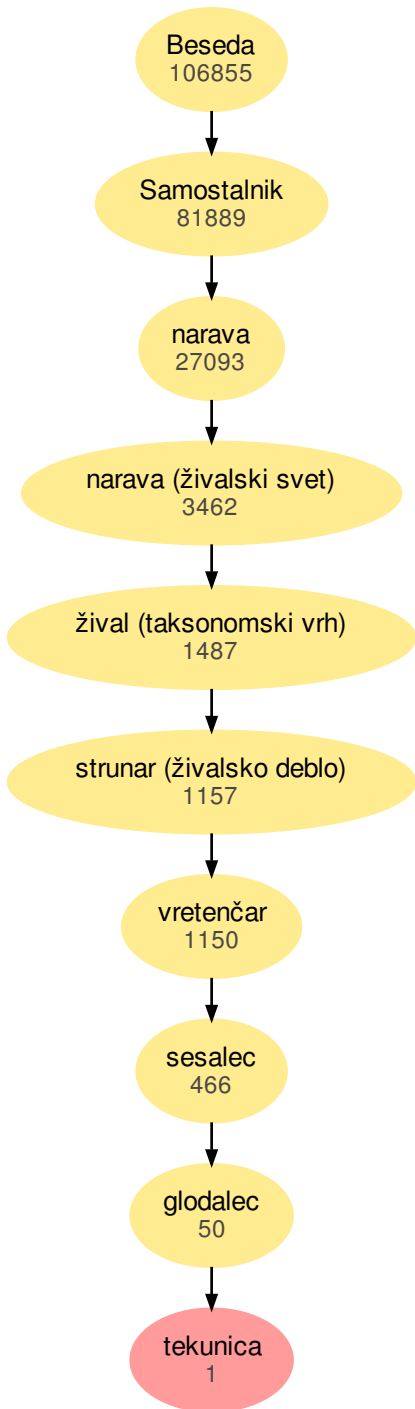 Beseda
106855
Samostalnik
81889
narava
27093
narava (živalski svet)
3462
žival (taksonomski vrh)
1487
strunar (živalsko deblo)
1157
vretenčar
1150
sesalec
466
glodalec
50
tekunica
1